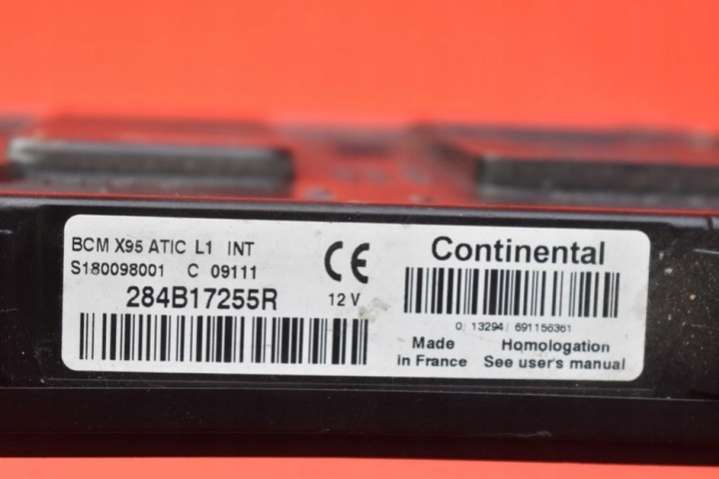 BCM X95 ATIC L1 INT
S180098001 C 09111
284B17255R
CE
12 V
Continental
0; 13294; 691156361
Made
in France
Homologation
See user's manual